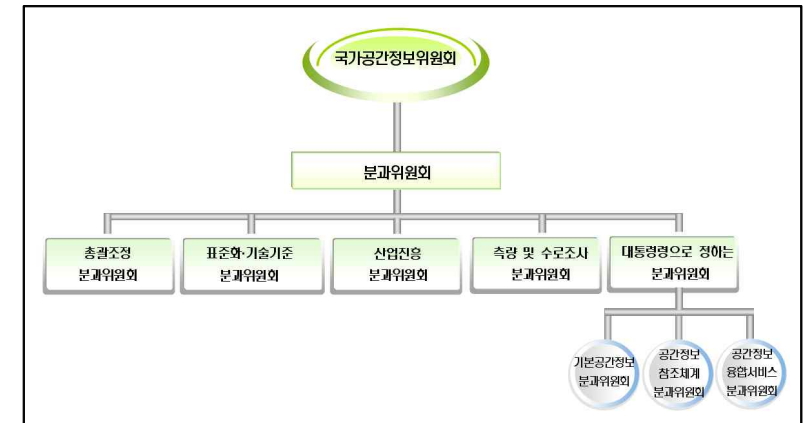 국가공간정보위원회
분과위원회
총괄조정
분과위원회
표준화·기술기준
분과위원회
산업진흥
분과위원회
측량 및 수로조사
분과위원회
대통령령으로 정하는
분과위원회
기본공간정보
분과위원회
공간정보
참조체계
분과위원회
공간정보
융합서비스
분과위원회